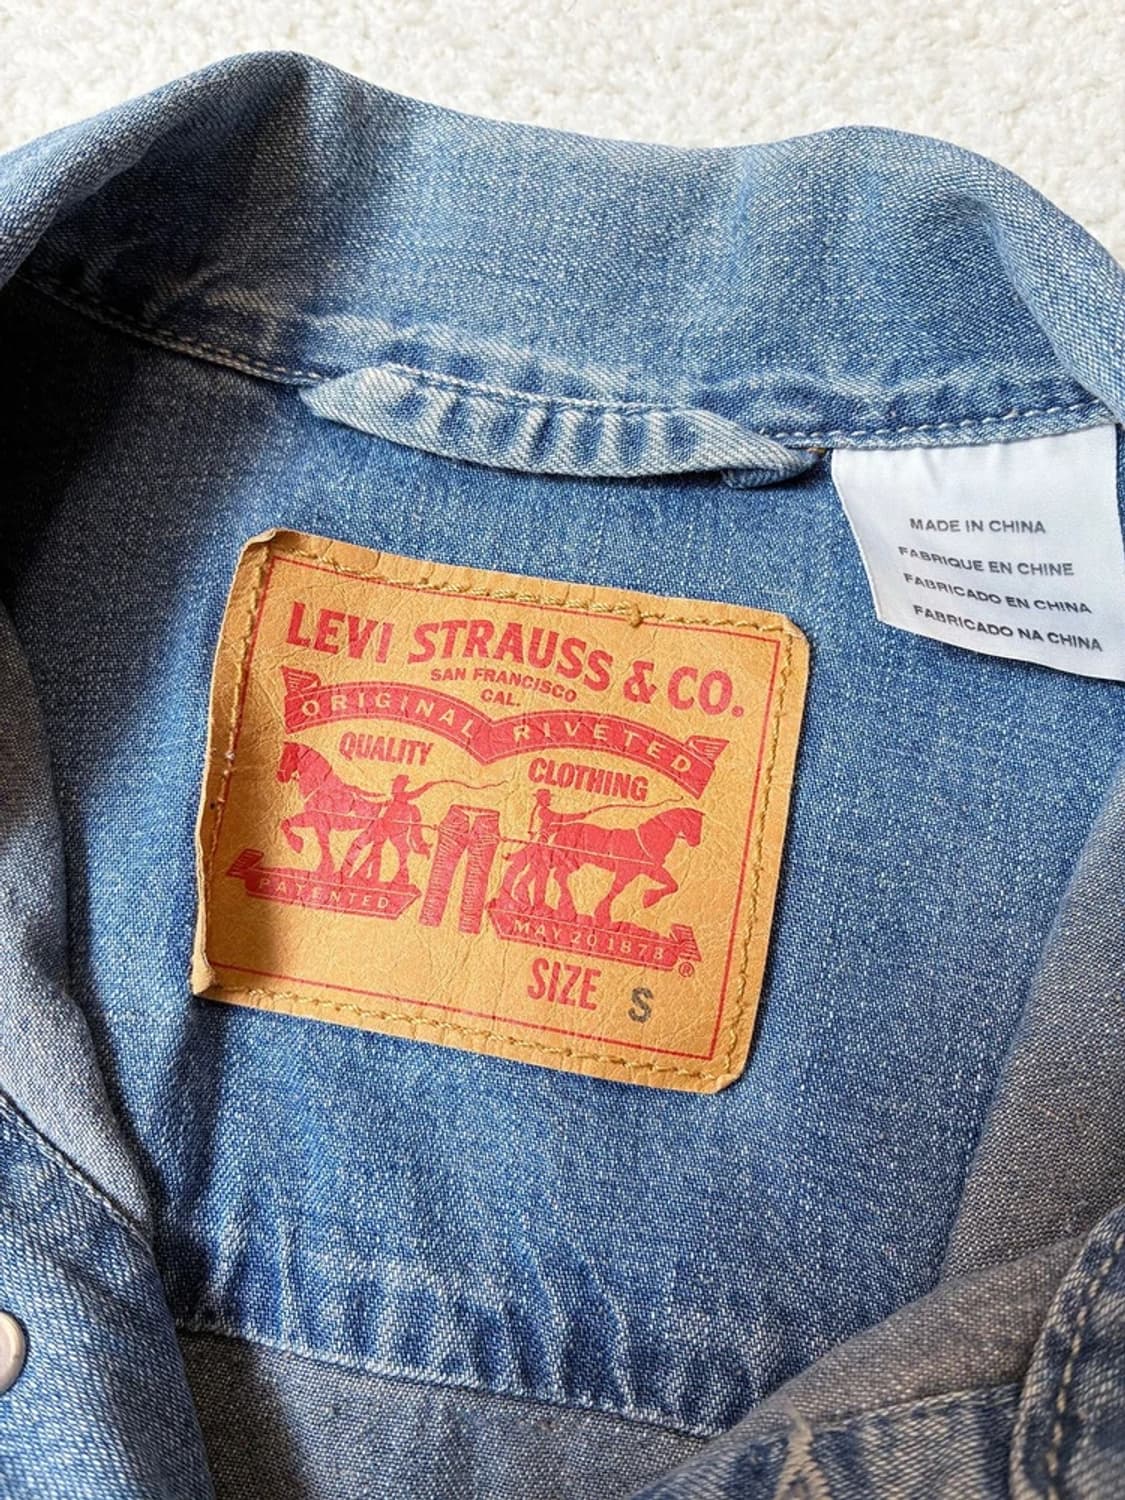 MADE IN CHINA
FABRIQUE EN CHINE
FABRICADO EN CHINA
FABRICADO NA CHINA
LEVI STRAUSS & CO.
SAN FRANCISCO
CAL.
ORIGINAL RIVETED
QUALITY CLOTHING
PATENTED
MAY 20 1873 ®
SIZE S